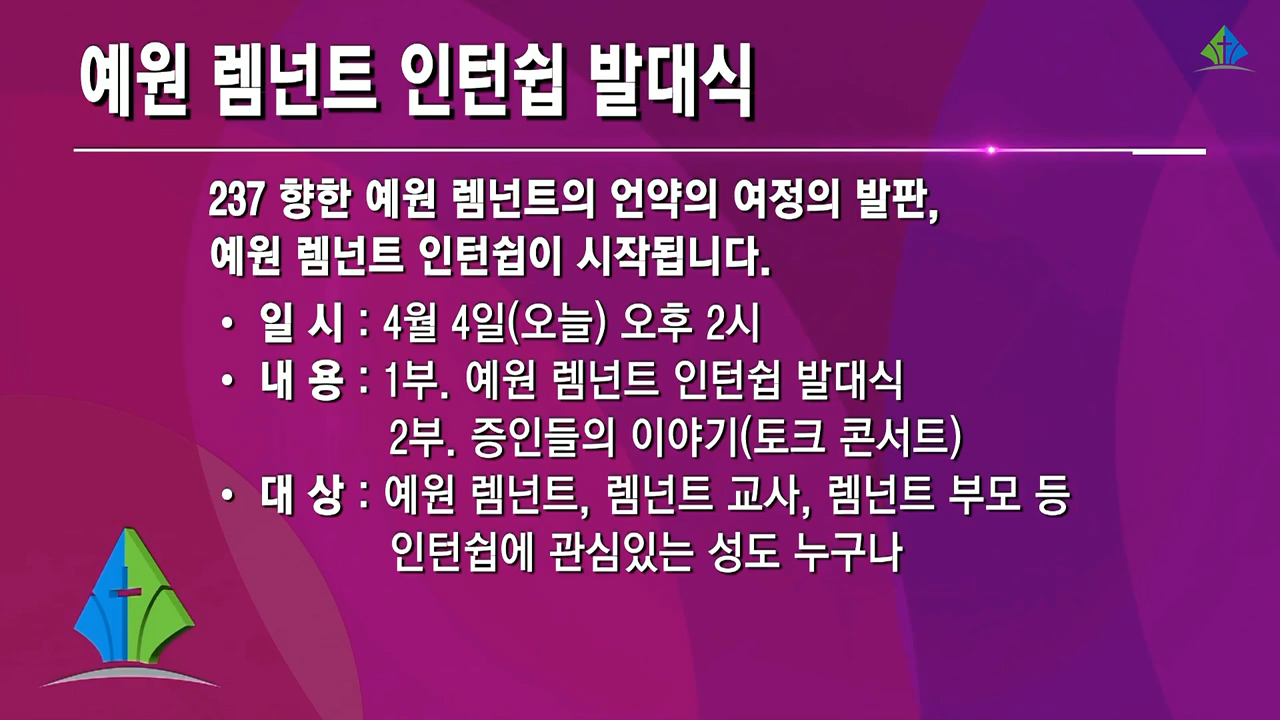 예원 렘넌트 인턴쉽 발대식
237 향한 예원 렘넌트의 언약의 여정의 발판,
예원 렘넌트 인턴쉽이 시작됩니다.
• 일 시 : 4월 4일(오늘) 오후 2시
• 내 용 : 1부. 예원 렘넌트 인턴쉽 발대식
2부. 증인들의 이야기(토크 콘서트)
• 대 상 : 예원 렘넌트, 렘넌트 교사, 렘넌트 부모 등
인턴쉽에 관심있는 성도 누구나